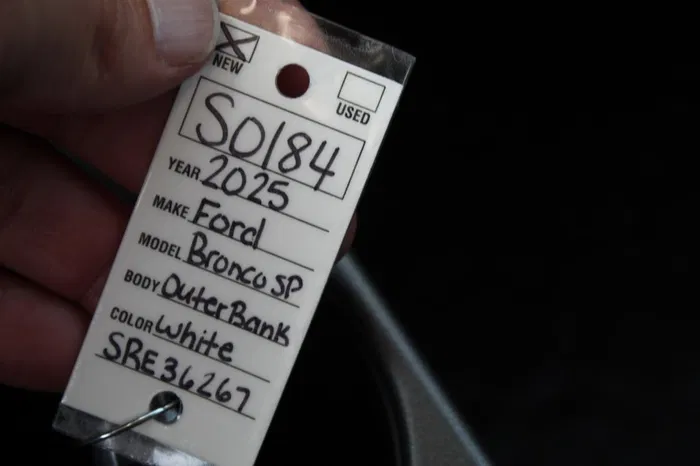 NEW USED
S0184
YEAR 2025
MAKE Ford
MODEL Bronco SP
BODY OuterBank
COLOR White
SRE36267